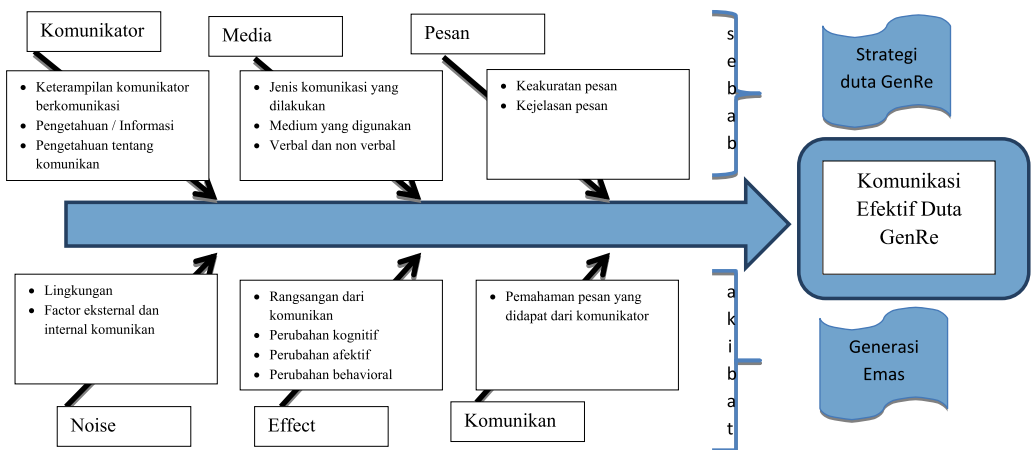 Komunikator
Keterampilan komunikator
berkomunikasi
Pengetahuan / Informasi
Pengetahuan tentang
komunikan
Media
Jenis komunikasi yang
dilakukan
Medium yang digunakan
Verbal dan non verbal
Pesan
Keakuratan pesan
Kejelasan pesan
s
e
b
a
b
Strategi
duta GenRe
Komunikasi
Efektif Duta
GenRe
Lingkungan
Factor eksternal dan
internal komunikan
Noise
Rangsangan dari
komunikan
Perubahan kognitif
Perubahan afektif
Perubahan behavioral
Effect
Pemahaman pesan yang
didapat dari komunikator
Komunikan
a
k
i
b
a
t
Generasi
Emas